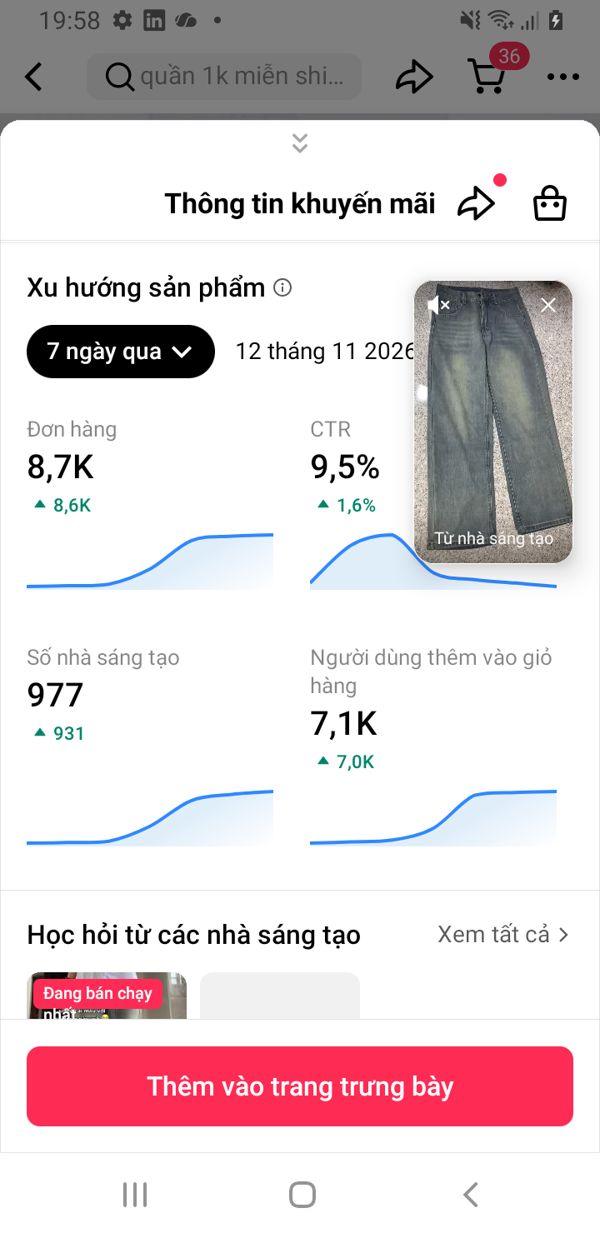 19:58
quần 1k miễn shi...
36
Thông tin khuyến mãi
Xu hướng sản phẩm
7 ngày qua
12 tháng 11 2026
Đơn hàng
8,7K
8,6K
CTR
9,5%
1,6%
Từ nhà sáng tạo
Số nhà sáng tạo
977
931
Người dùng thêm vào giỏ
hàng
7,1K
7,0K
Học hỏi từ các nhà sáng tạo
Xem tất cả
Đang bán chạy
nhất
Thêm vào trang trưng bày